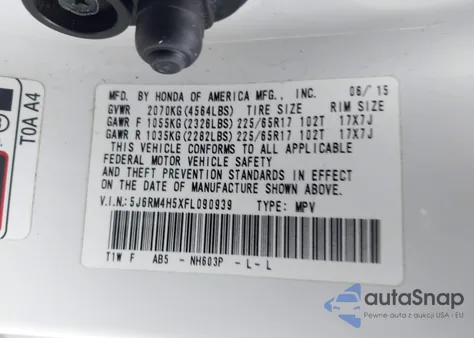 MFD. BY HONDA OF AMERICA MFG., INC. 06/15
GVWR 2070KG(4564LBS) TIRE SIZE RIM SIZE
GAWR F 1055KG(2326LBS) 225/65R17 102T 17X7J
GAWR R 1035KG(2282LBS) 225/65R17 102T 17X7J
THIS VEHICLE CONFORMS TO ALL APPLICABLE
FEDERAL MOTOR VEHICLE SAFETY
AND THEFT PREVENTION STANDARDS IN EFFECT
ON THE DATE OF MANUFACTURE SHOWN ABOVE.
V.I.N:5J6RM4H5XFL090939 TYPE: MPV
T1W F AB5 -NH603P -L-L
TOA A4
autoSnap
Pewne auta z aukcji USA - EU